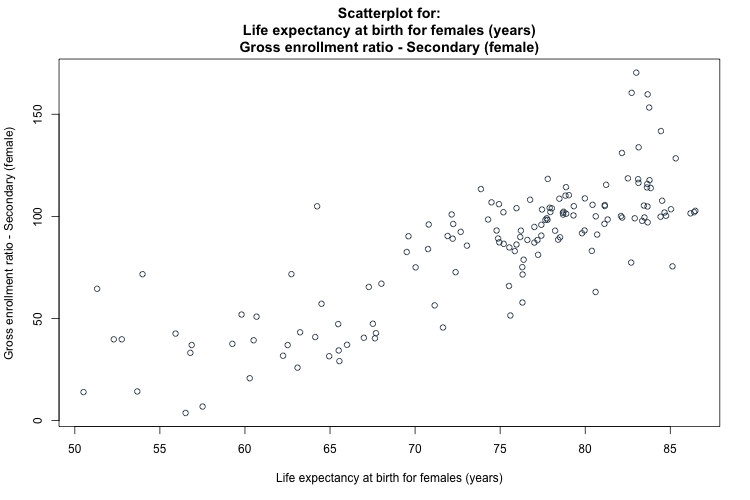 Scatterplot for:
Life expectancy at birth for females (years)
Gross enrollment ratio - Secondary (female)
Gross enrollment ratio - Secondary (female)
150
100
50
0
50 55 60 65 70 75 80 85
Life expectancy at birth for females (years)